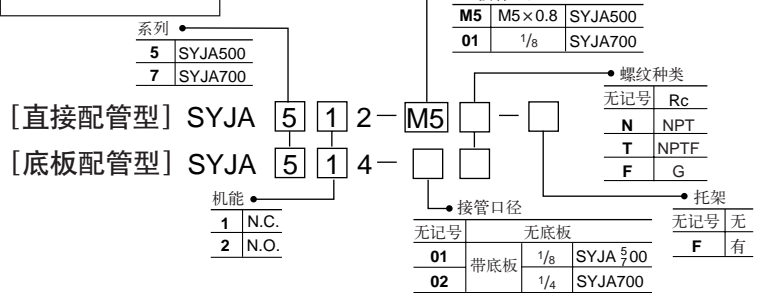 M5 M5×0.8 SYJA500
01 1/8 SYJA700
系列
5 SYJA500
7 SYJA700
螺纹种类
无记号 Rc
N NPT
T NPTF
F G
[直接配管型] SYJA 5 1 2－M5 －
[底板配管型] SYJA 5 1 4－
机能
1 N.C.
2 N.O.
接管口径
无记号 无底板
01 带底板 1/8 SYJA 5/7 00
02 1/4 SYJA700
托架
无记号 无
F 有